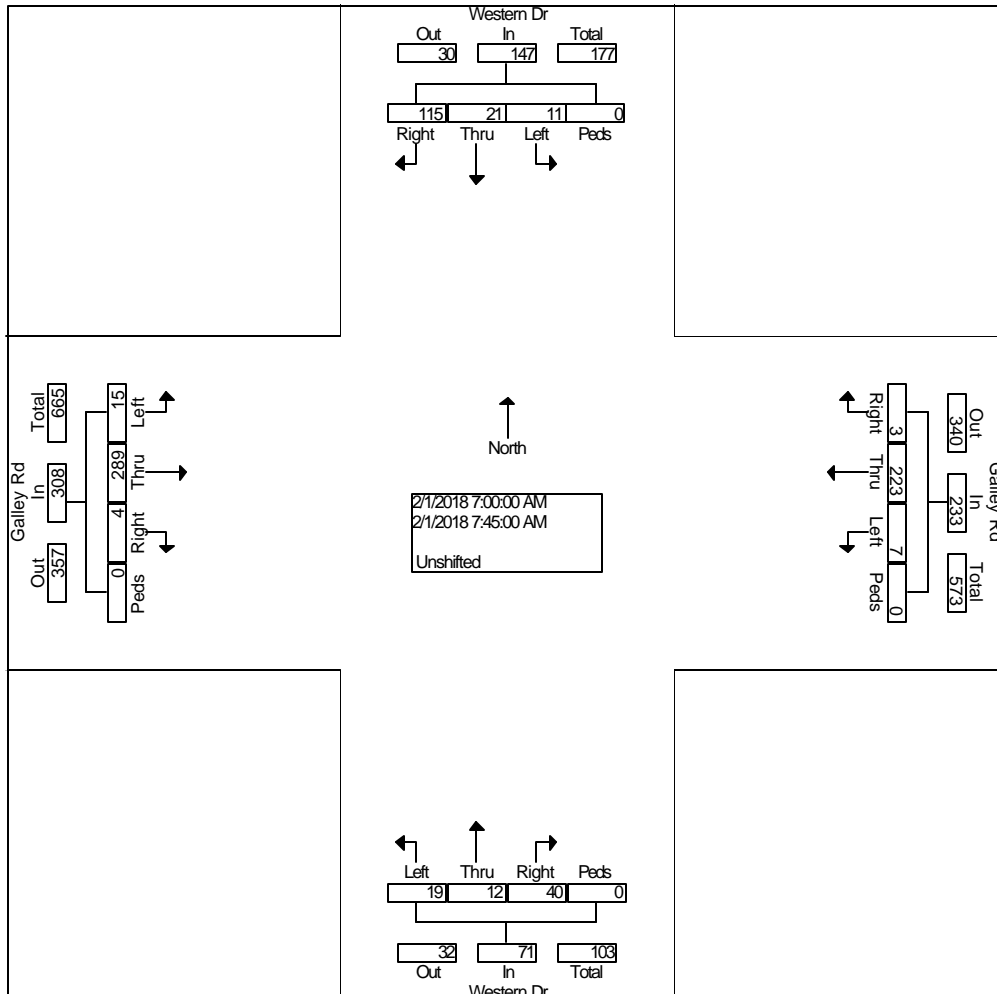 Western Dr
Out In Total
30 147 177
115 21 11 0
Right Thru Left Peds
Galley Rd
Total In Out
665 308 357
15 289 4 0
Left Thru Right Peds
North
2/1/2018 7:00:00 AM
2/1/2018 7:45:00 AM
Unshifted
Right Thru Left Peds
3 223 7 0
Out In Total
340 233 573
Galley Rd
Left Thru Right Peds
19 12 40 0
32 71 103
Out In Total
Western Dr